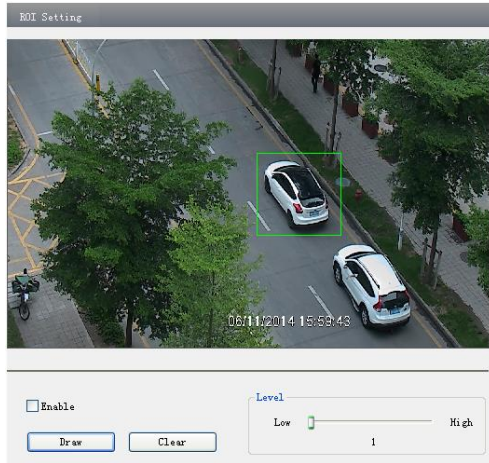 ROI Setting
06/11/2014 15:59:43
Enable
Draw
Clear
Level
Low
High
1